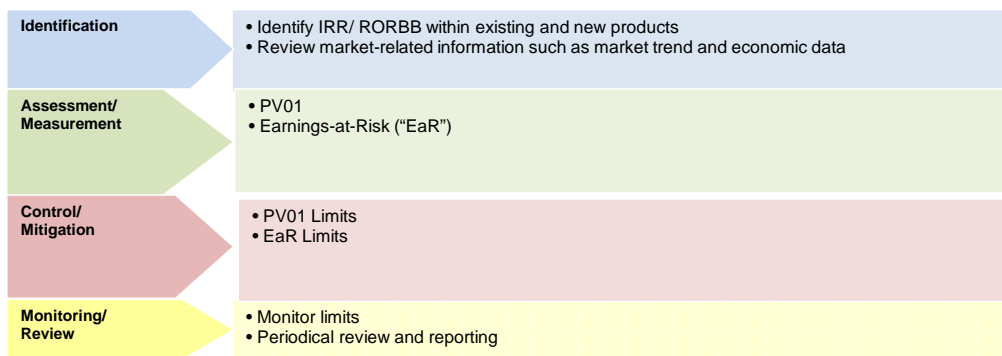 Identification
• Identify IRR/ RORBB within existing and new products
• Review market-related information such as market trend and economic data
Assessment/
Measurement
• PV01
• Earnings-at-Risk (“EaR”)
Control/
Mitigation
• PV01 Limits
• EaR Limits
Monitoring/
Review
• Monitor limits
• Periodical review and reporting